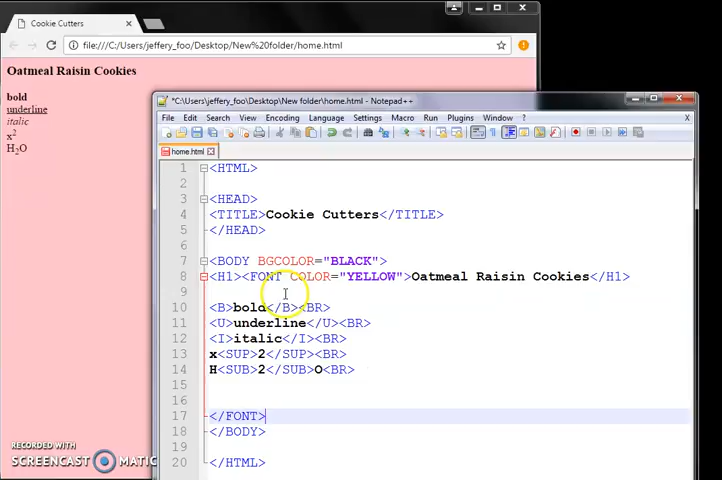 Cookie Cutters
file:///C:/Users/jeffery_foo/Desktop/New%20folder/home.html
Oatmeal Raisin Cookies
bold
underline
italic
x2
H2O
*C:\Users\jeffery_foo\Desktop\New folder\home.html - Notepad++
File Edit Search View Encoding Language Settings Macro Run Plugins Window ? X
home.html
1 <HTML>
2
3 <HEAD>
4 <TITLE>Cookie Cutters</TITLE>
5 </HEAD>
6
7 <BODY BGCOLOR="BLACK">
8 <H1><FONT COLOR="YELLOW">Oatmeal Raisin Cookies</H1>
9
10 <B>bold</B><BR>
11 <U>underline</U><BR>
12 <I>italic</I><BR>
13 x<SUP>2</SUP><BR>
14 H<SUB>2</SUB>O<BR>
15
16
17 </FONT>
18 </BODY>
19
20 </HTML>
RECORDED WITH
SCREENCAST MATIC